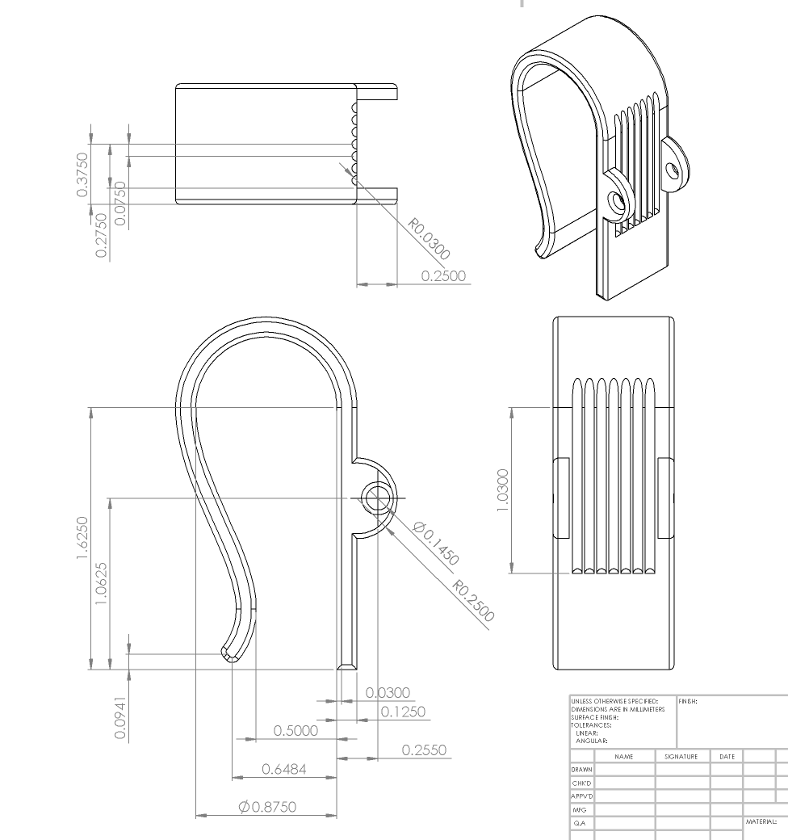 0.3750
0.2750
0.0750
R0.0300
0.2500
1.6250
1.0625
0.0941
Ø0.1450
R0.2500
0.0300
0.1250
0.5000
0.2550
0.6484
Ø0.8750
1.0300
UNLESS OTHERWISE SPECIFIED:
DIMENSIONS ARE IN MILLIMETERS
SURFACE FINISH:
TOLERANCES:
LINEAR:
ANGULAR:
FINISH:
NAME SIGNATURE DATE
DRAWN
CHK'D
APPV'D
MFG
Q.A MATERIAL: